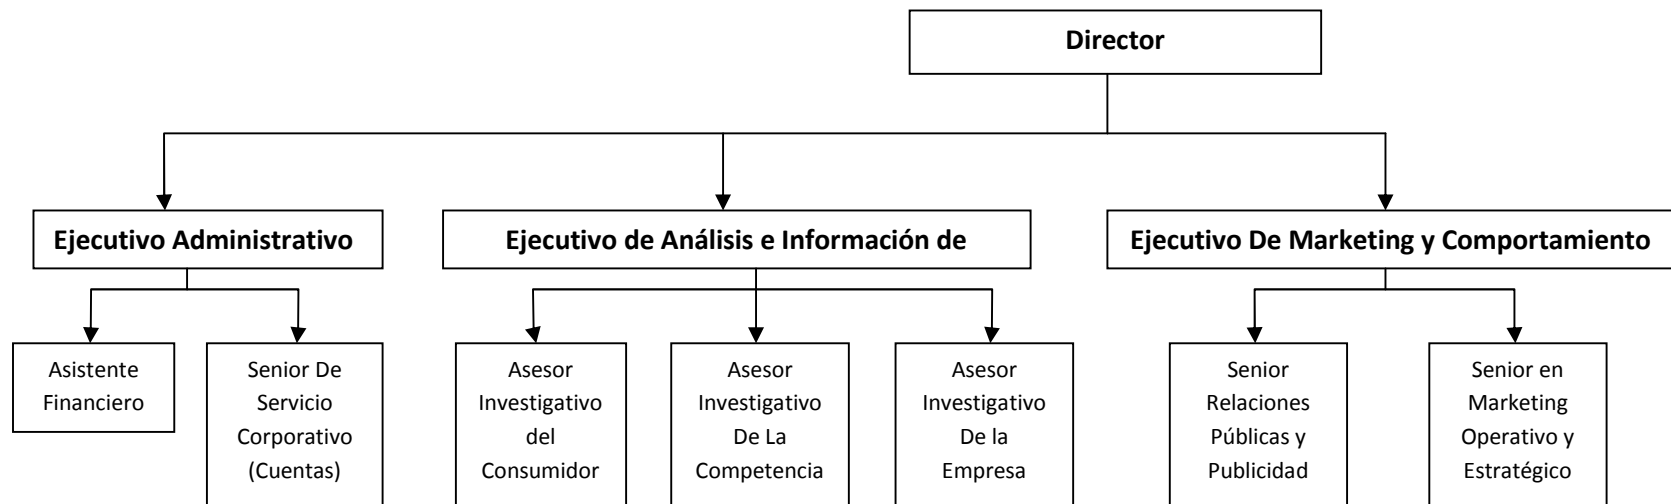 Director
Ejecutivo Administrativo
Ejecutivo de Análisis e Información de
Ejecutivo De Marketing y Comportamiento
Asistente
Financiero
Senior De
Servicio
Corporativo
(Cuentas)
Asesor
Investigativo
del
Consumidor
Asesor
Investigativo
De La
Competencia
Asesor
Investigativo
De la
Empresa
Senior
Relaciones
Públicas y
Publicidad
Senior en
Marketing
Operativo y
Estratégico